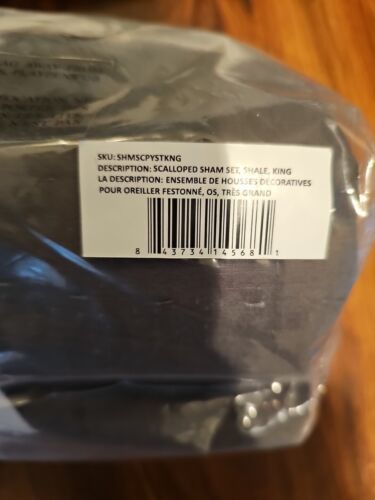 SKU: SHMSCPYSTKNG
DESCRIPTION: SCALLOPED SHAM SET, SHALE, KING
LA DESCRIPTION: ENSEMBLE DE HOUSSES DÉCORATIVES
POUR OREILLER FESTONNÉ, OS, TRÈS GRAND
8 43734 14568 1